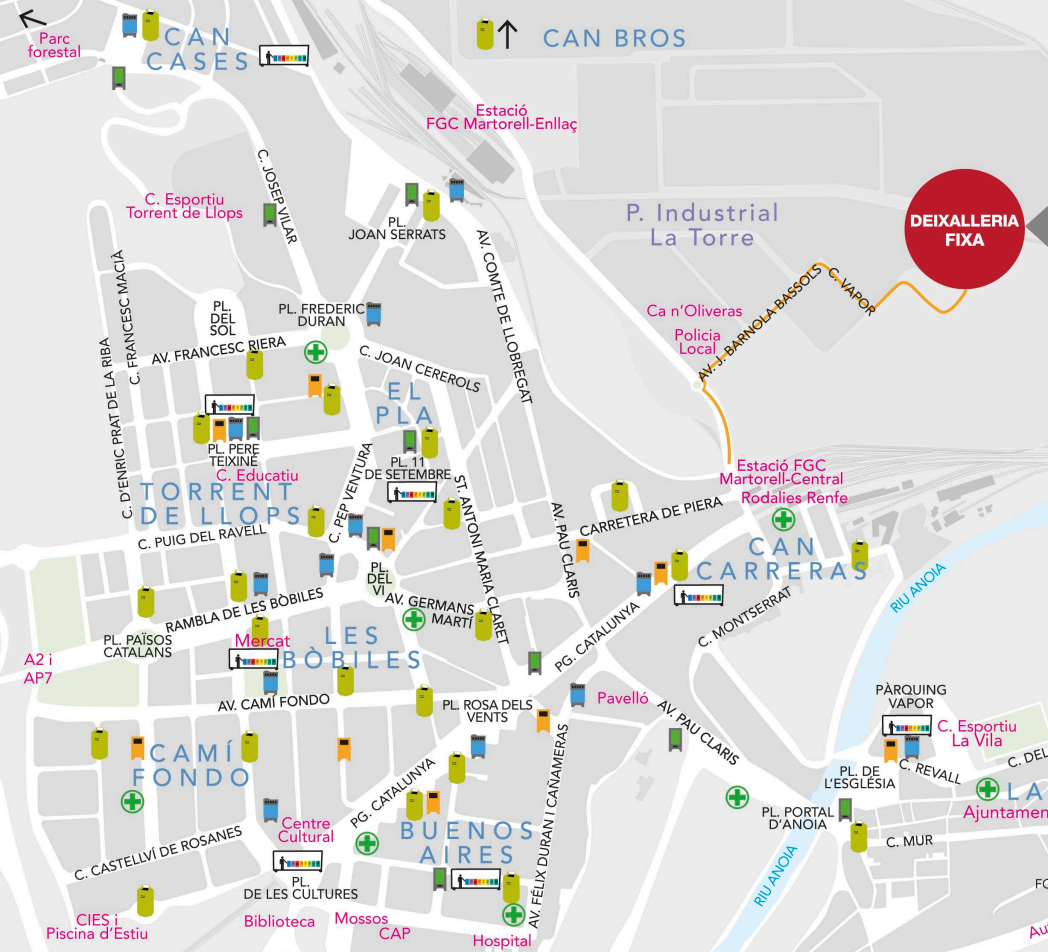 Parc
forestal
CAN
CASES
CAN BROS
Estació
FGC Martorell-Enllaç
C. JOSEP VILAR
C. Esportiu
Torrent de Llops
PL.
JOAN SERRATS
P. Industrial
La Torre
DEIXALLERIA
FIXA
AV. COMTE DE LLOBREGAT
C. FRANCESC MACIÀ
C. D'ENRIC PRAT DE LA RIBA
PL.
DEL
SOL
PL. FREDERIC
DURAN
AV. FRANCESC RIERA
C. JOAN CEREROLS
Ca n'Oliveras
Policia
Local
AV. J. BARNOLA BASSOLS
C. VAPOR
EL
PLA
PL. PERE
TEIXINÉ
C. Educatiu
PL. 11
DE SETEMBRE
C. PEP VENTURA
ST. ANTONI MARIA CLARET
Estació FGC
Martorell-Central
Rodalies Renfe
TORRENT
DE LLOPS
C. PUIG DEL RAVELL
AV. PAU CLARIS
CARRETERA DE PIERA
CAN
CARRERAS
RIU ANOIA
PL.
DEL
VI
AV. GERMANS
MARTÍ
RAMBLA DE LES BÒBILES
PL. PAÏSOS
CATALANS
Mercat
LES
BÒBILES
PG. CATALUNYA
C. MONTSERRAT
A2 i
AP7
AV. CAMÍ FONDO
PL. ROSA DELS
VENTS
Pavelló
AV. PAU CLARIS
PÀRQUING
VAPOR
C. Esportiu
La Vila
CAMÍ
FONDO
PG. CATALUNYA
AV. FÉLIX DURAN I CAÑAMERAS
PL. DE
L'ESGLÉSIA
C. REVALL
C. DEL
LA
Ajuntamen
PL. PORTAL
D'ANOIA
C. MUR
Centre
Cultural
BUENOS
AIRES
C. CASTELLVÍ DE ROSANES
PL.
DE LES CULTURES
RIU ANOIA
FO
CIES i
Piscina d'Estiu
Biblioteca
Mossos
CAP
Hospital
Au